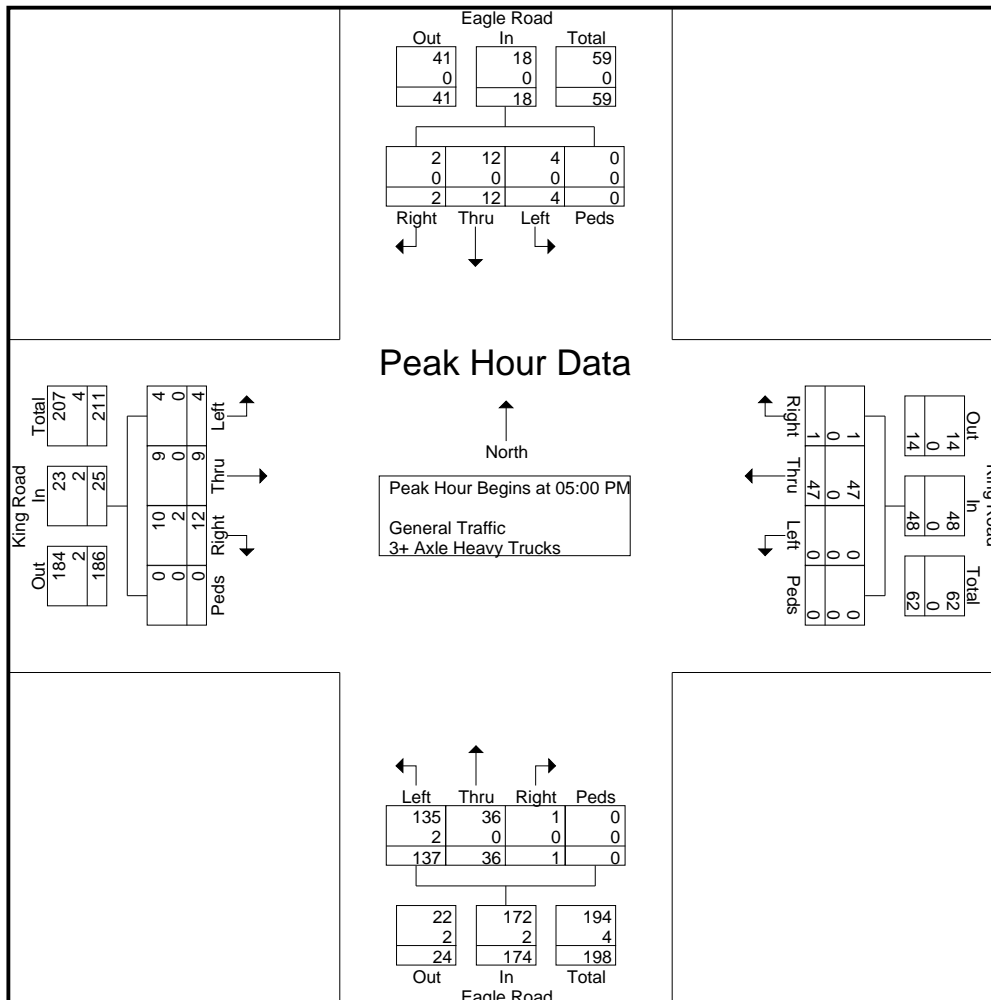 Eagle Road
Out In Total
41 18 59
0 0 0
41 18 59
2 12 4 0
0 0 0 0
2 12 4 0
Right Thru Left Peds
Peak Hour Data
North
Peak Hour Begins at 05:00 PM
General Traffic
3+ Axle Heavy Trucks
King Road
Out In Total
184 23 207
2 2 4
186 25 211
Peds Right Thru Left
0 10 9 4
0 2 0 0
0 12 9 4
King Road
Out In Total
14 48 62
0 0 0
14 48 62
Right Thru Left Peds
1 47 0 0
0 0 0 0
1 47 0 0
Left Thru Right Peds
135 36 1 0
2 0 0 0
137 36 1 0
22 172 194
2 2 4
24 174 198
Out In Total
Eagle Road